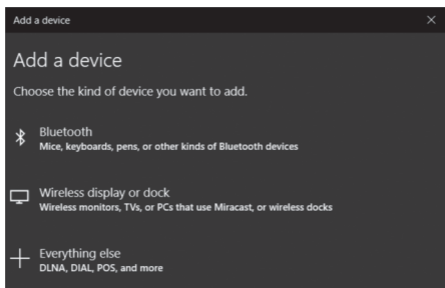 Add a device
Add a device
Choose the kind of device you want to add.
Bluetooth
Mice, keyboards, pens, or other kinds of Bluetooth devices
Wireless display or dock
Wireless monitors, TVs, or PCs that use Miracast, or wireless docks
Everything else
DLNA, DIAL, POS, and more